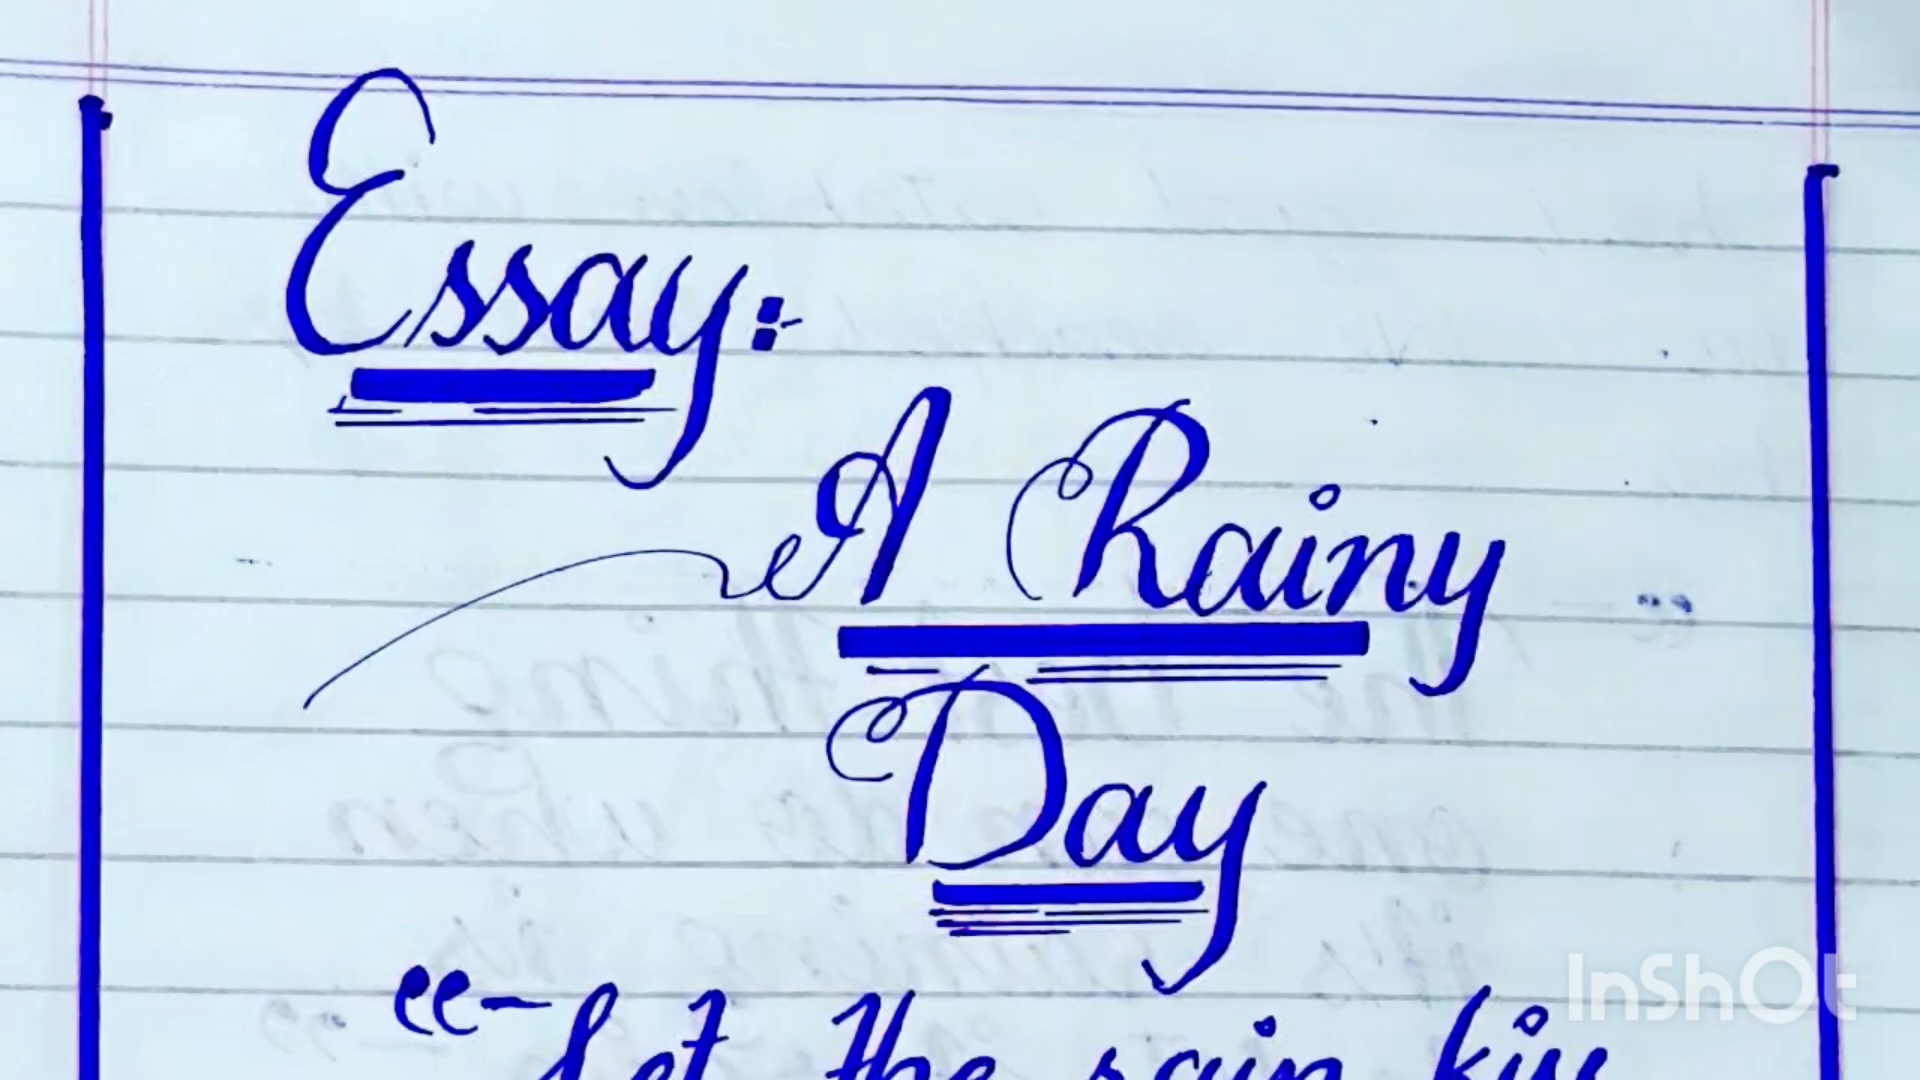 Essay:-
A Rainy
Day
“- Let the rain kiss
InShOt